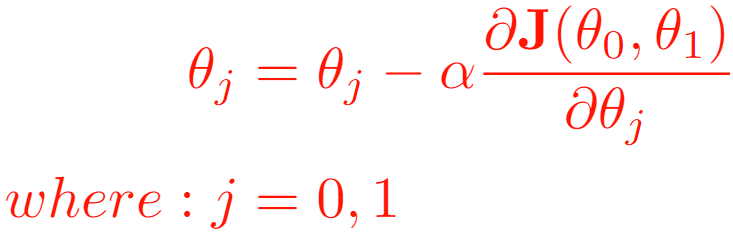 θ_j = θ_j − α ∂J(θ_0, θ_1) / ∂θ_j
where : j = 0, 1